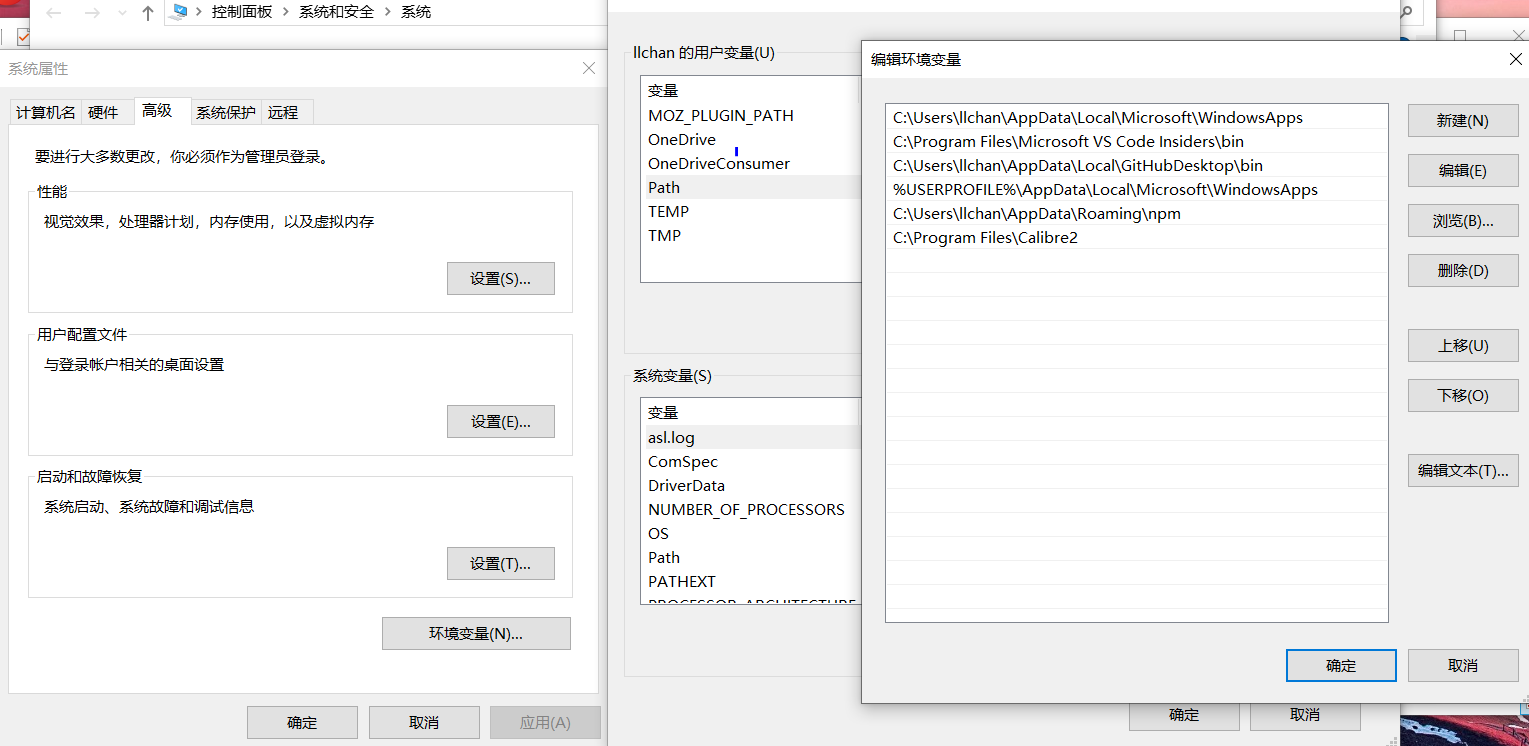 控制面板 > 系统和安全 > 系统
系统属性
计算机名
硬件
高级
系统保护
远程
要进行大多数更改，你必须作为管理员登录。
性能
视觉效果，处理器计划，内存使用，以及虚拟内存
设置(S)...
用户配置文件
与登录帐户相关的桌面设置
设置(E)...
启动和故障恢复
系统启动、系统故障和调试信息
设置(T)...
环境变量(N)...
确定
取消
应用(A)
llchan 的用户变量(U)
变量
MOZ_PLUGIN_PATH
OneDrive
OneDriveConsumer
Path
TEMP
TMP
系统变量(S)
变量
asl.log
ComSpec
DriverData
NUMBER_OF_PROCESSORS
OS
Path
PATHEXT
PROCESSOR_ARCHITECTURE
确定
取消
编辑环境变量
C:\Users\llchan\AppData\Local\Microsoft\WindowsApps
C:\Program Files\Microsoft VS Code Insiders\bin
C:\Users\llchan\AppData\Local\GitHubDesktop\bin
%USERPROFILE%\AppData\Local\Microsoft\WindowsApps
C:\Users\llchan\AppData\Roaming\npm
C:\Program Files\Calibre2
新建(N)
编辑(E)
浏览(B)...
删除(D)
上移(U)
下移(O)
编辑文本(T)...
确定
取消